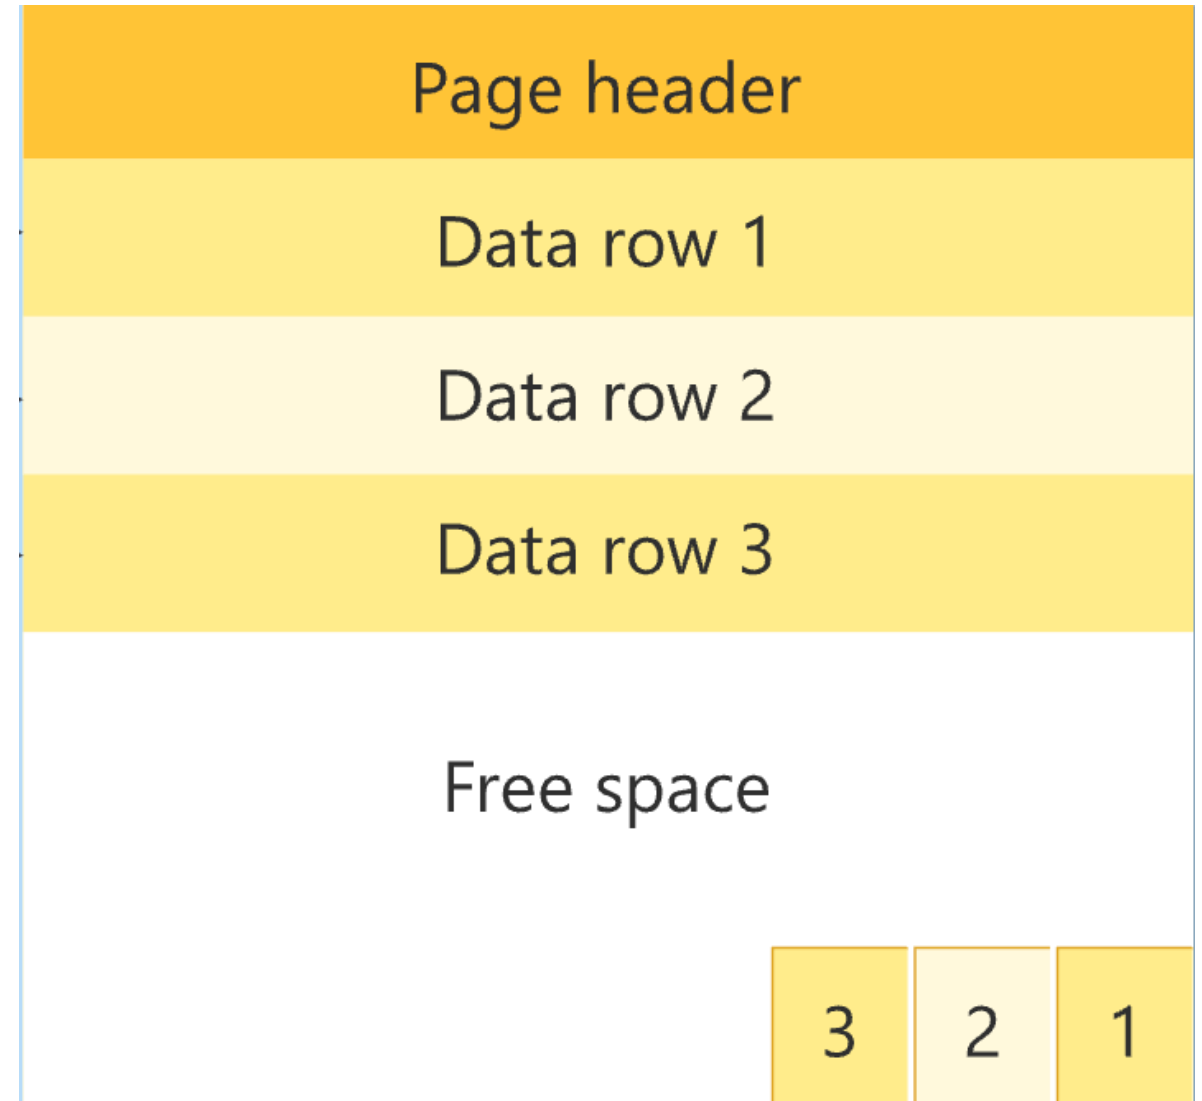 Page header
Data row 1
Data row 2
Data row 3
Free space
3 2 1